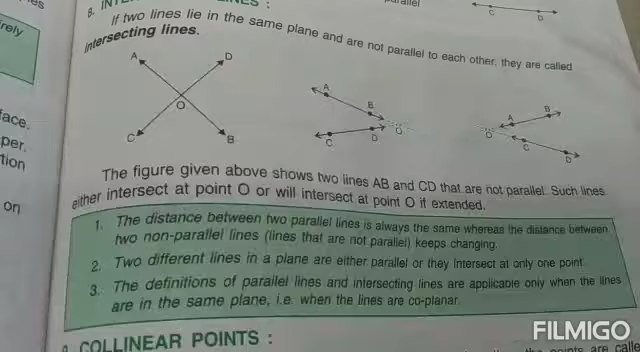 If two lines lie in the same plane and are not parallel to each other, they are called
intersecting lines.
A
D
O
C
B
A
B
C
D
O
A
B
O
C
D
C
D
The figure given above shows two lines AB and CD that are not parallel. Such lines
either intersect at point O or will intersect at point O if extended.
1. The distance between two parallel lines is always the same whereas the distance between
two non-parallel lines (lines that are not parallel) keeps changing.
2. Two different lines in a plane are either parallel or they intersect at only one point.
3. The definitions of parallel lines and intersecting lines are applicable only when the lines
are in the same plane, i.e. when the lines are co-planar.
COLLINEAR POINTS :
on
FILMIGO